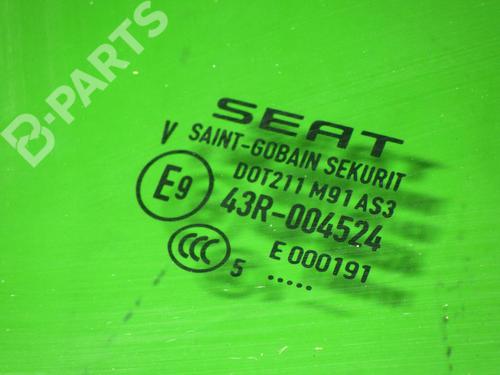 B-PARTS
SEAT
V SAINT-GOBAIN SEKURIT
DOT211 M91 AS3
E9 43R-004524
CCC 5 E 000191
.....